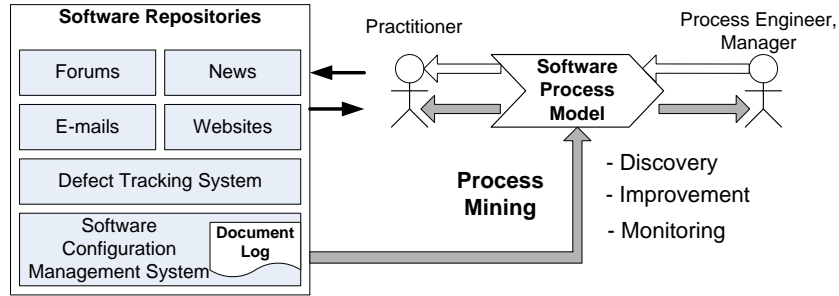 Software Repositories
Forums
News
E-mails
Websites
Defect Tracking System
Software
Configuration
Management System
Document
Log
Practitioner
Process Engineer,
Manager
Software
Process
Model
Process
Mining
- Discovery
- Improvement
- Monitoring